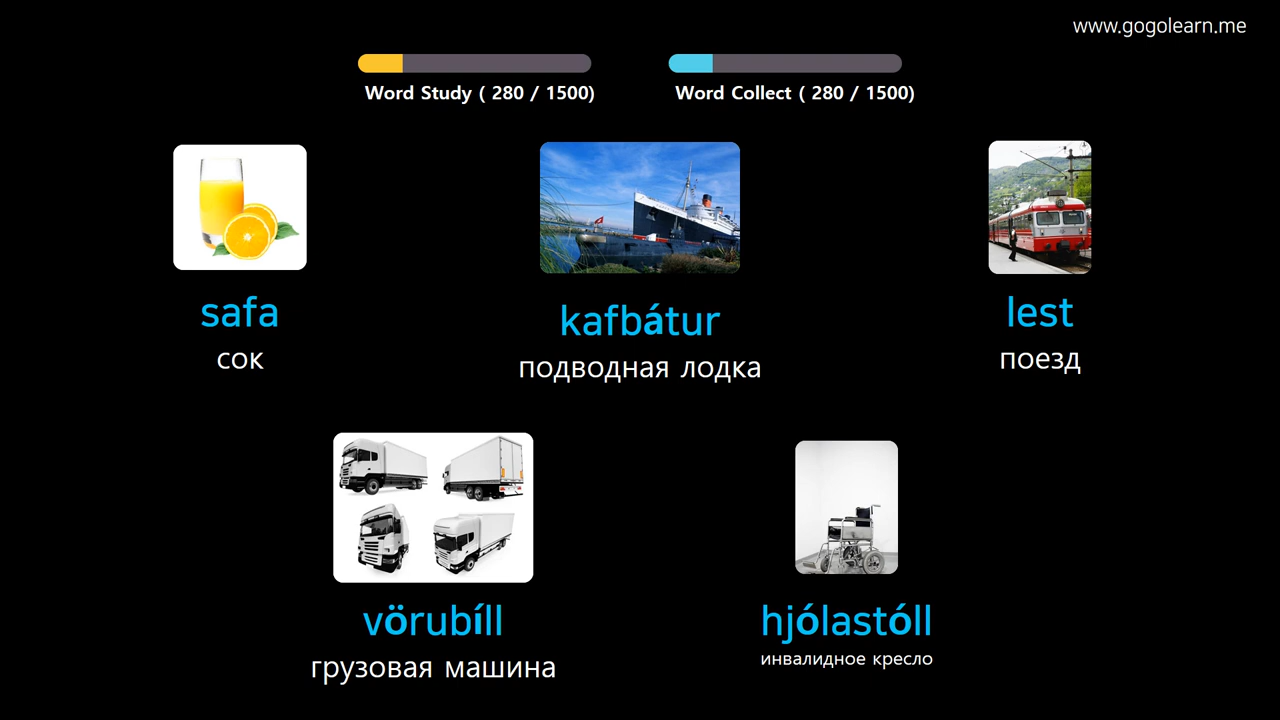 www.gogolearn.me
Word Study ( 280 / 1500)
Word Collect ( 280 / 1500)
safa
сок
kafbátur
подводная лодка
lest
поезд
vörubíll
грузовая машина
hjólastóll
инвалидное кресло